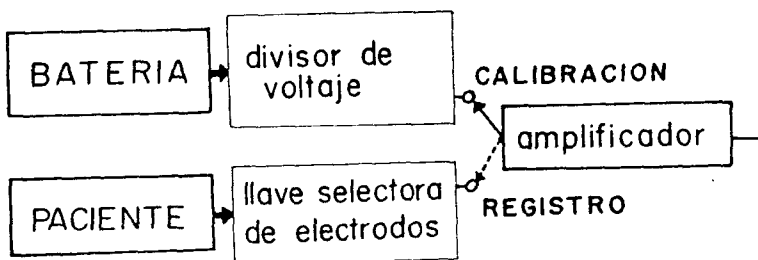 BATERIA
divisor de
voltaje
CALIBRACION
amplificador
PACIENTE
llave selectora
de electrodos
REGISTRO